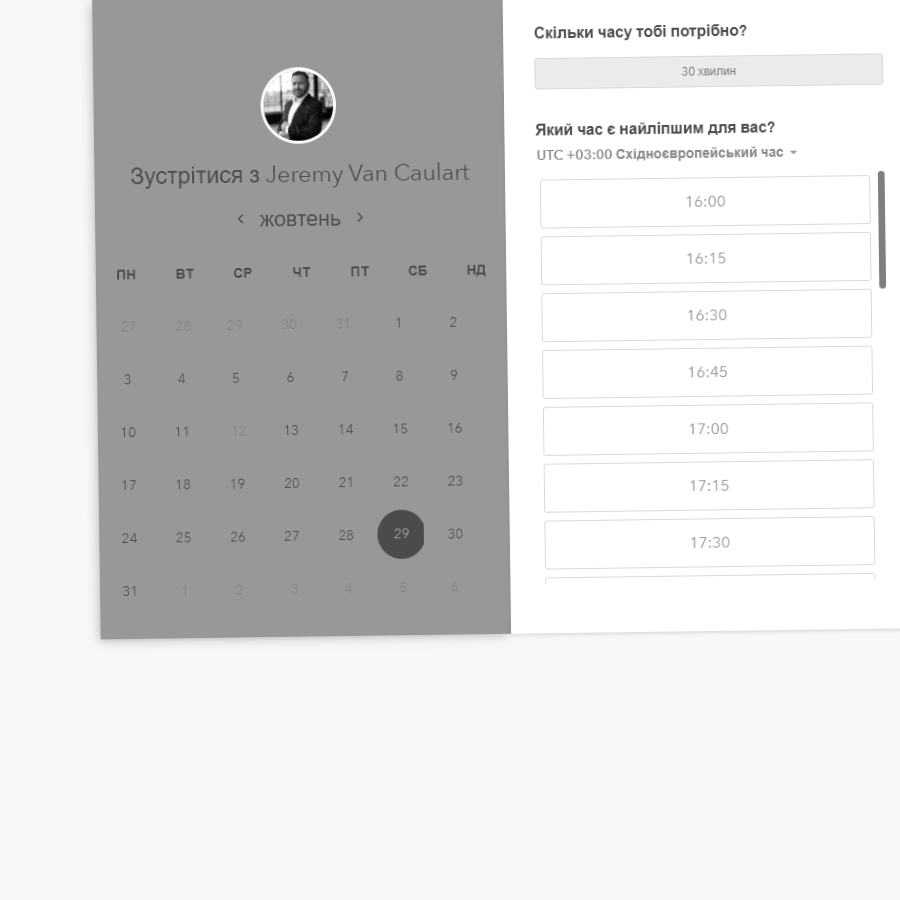 Зустрітися з Jeremy Van Caulart
‹ жовтень ›
ПН ВТ СР ЧТ ПТ СБ НД
27 28 29 30 31 1 2
3 4 5 6 7 8 9
10 11 12 13 14 15 16
17 18 19 20 21 22 23
24 25 26 27 28 29 30
31 1 2 3 4 5 6
Скільки часу тобі потрібно?
30 хвилин
Який час є найліпшим для вас?
UTC +03:00 Східноєвропейський час
16:00
16:15
16:30
16:45
17:00
17:15
17:30